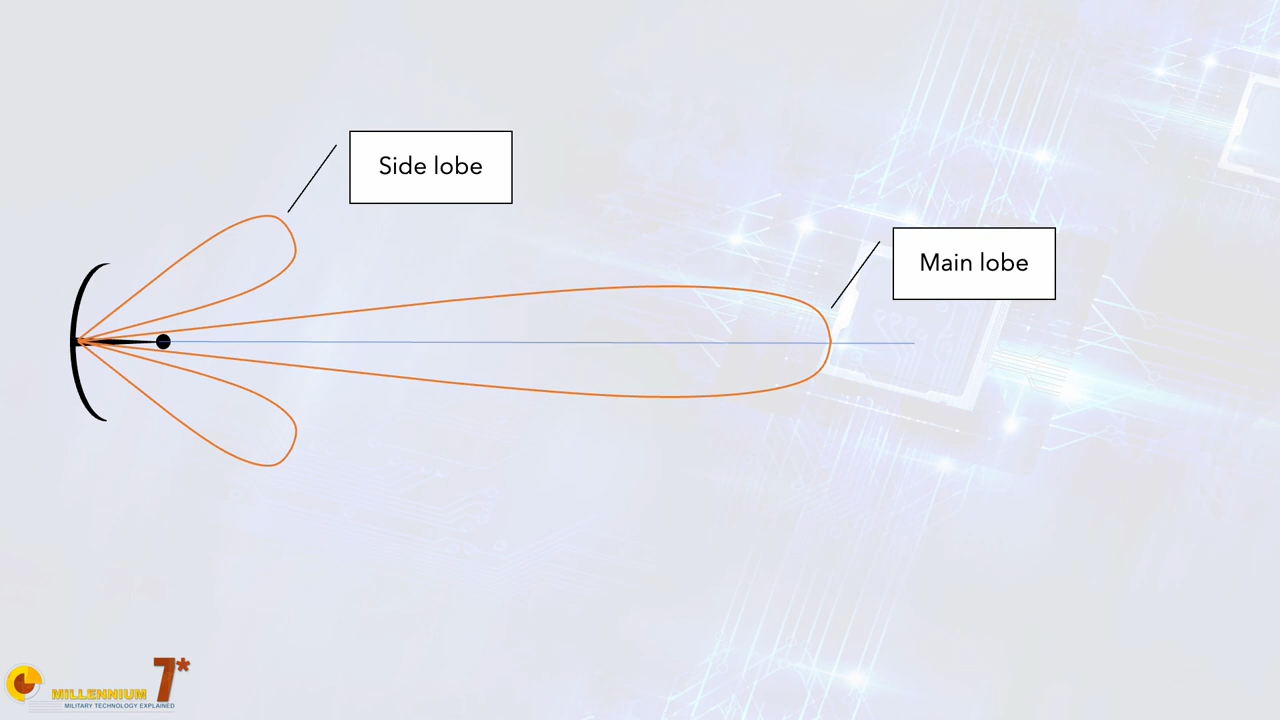 Side lobe
Main lobe
MILLENNIUM 7*
MILITARY TECHNOLOGY EXPLAINED